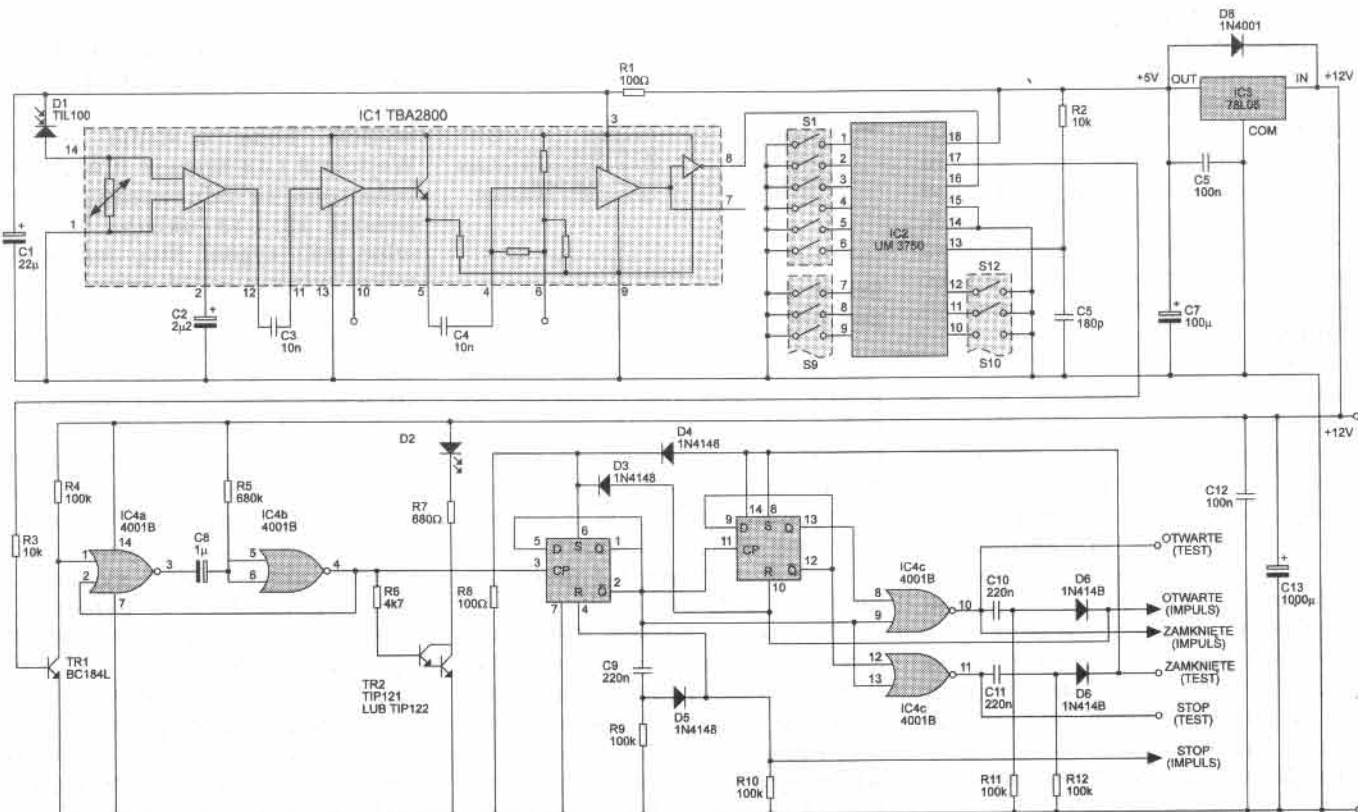 D8
1N4001
+5V
OUT
IN
+12V
IC3
78L05
COM
R1
100Ω
D1
TIL100
IC1 TBA2800
3
14
8
7
1
2
12
11
13
10
5
4
6
9
C1
22µ
+
C2
2µ2
+
C3
10n
C4
10n
S1
1
2
3
4
5
6
7
8
9
S9
IC2
UM 3750
18
17
16
15
14
13
12
11
10
S12
S10
R2
10k
C5
180p
C5
100n
C7
100µ
+
+12V
R3
10k
R4
100k
IC4a
4001B
14
1
2
3
7
C8
1µ
R5
680k
IC4b
4001B
5
6
4
TR1
BC184L
D2
R7
680Ω
R6
4k7
TR2
TIP121
LUB TIP122
R8
100Ω
D4
1N4148
D3
1N4148
6
5
D
S
Q
1
3
CP
Q
2
R
7
4
14
8
9
D
S
Q
13
11
CP
Q
12
R
10
C9
220n
D5
1N4148
R9
100k
R10
100k
IC4c
4001B
8
9
10
12
13
11
IC4c
4001B
C10
220n
D6
1N414B
C11
220n
D6
1N414B
R11
100k
R12
100k
C12
100n
C13
1000µ
+
OTWARTE
(TEST)
OTWARTE
(IMPULS)
ZAMKNIĘTE
(IMPULS)
ZAMKNIĘTE
(TEST)
STOP
(TEST)
STOP
(IMPULS)